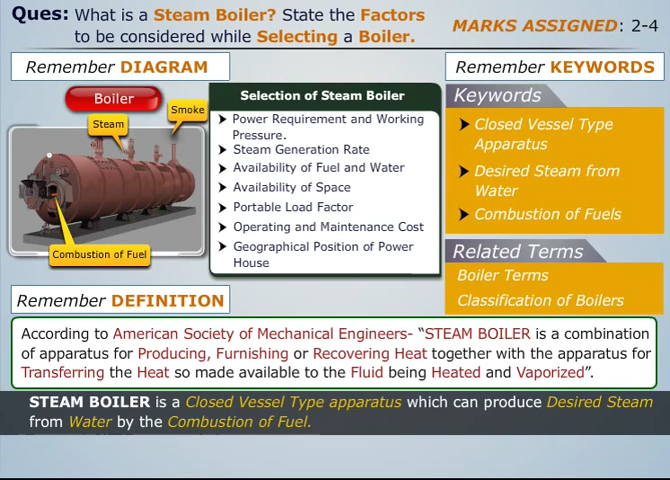 Ques: What is a Steam Boiler? State the Factors
to be considered while Selecting a Boiler.
MARKS ASSIGNED: 2-4
Remember DIAGRAM
Boiler
Steam
Smoke
Combustion of Fuel
Selection of Steam Boiler
Power Requirement and Working
Pressure.
Steam Generation Rate
Availability of Fuel and Water
Availability of Space
Portable Load Factor
Operating and Maintenance Cost
Geographical Position of Power
House
Remember KEYWORDS
Keywords
Closed Vessel Type
Apparatus
Desired Steam from
Water
Combustion of Fuels
Related Terms
Boiler Terms
Classification of Boilers
Remember DEFINITION
According to American Society of Mechanical Engineers- “STEAM BOILER is a combination
of apparatus for Producing, Furnishing or Recovering Heat together with the apparatus for
Transferring the Heat so made available to the Fluid being Heated and Vaporized”.
STEAM BOILER is a Closed Vessel Type apparatus which can produce Desired Steam
from Water by the Combustion of Fuel.